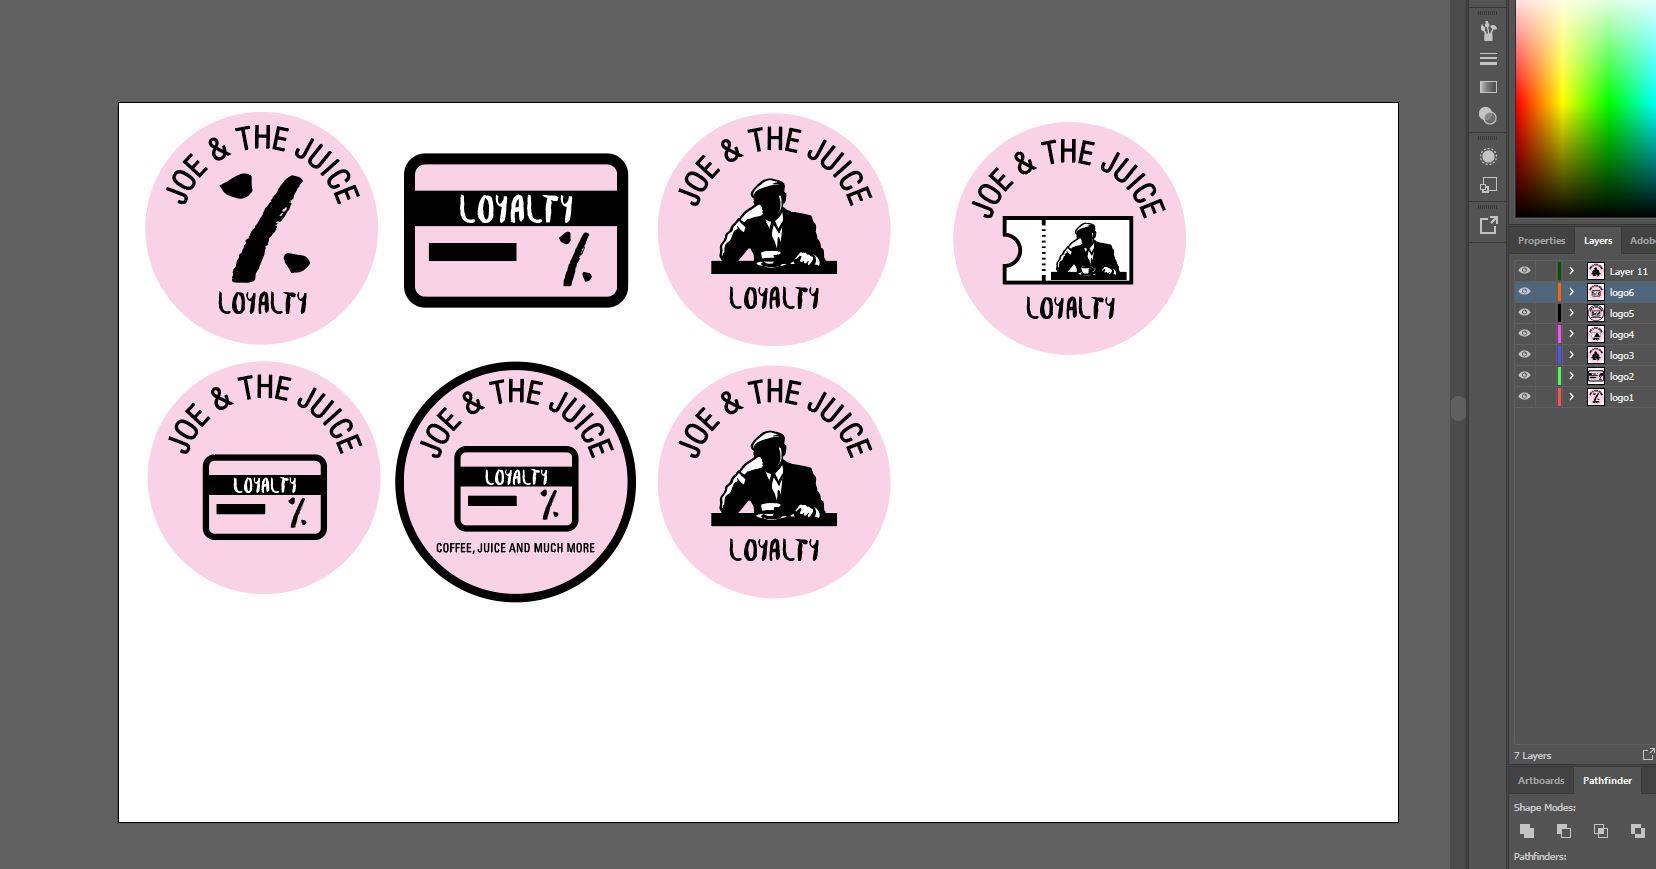 JOE & THE JUICE
%
LOYALTY
LOYALTY
%
JOE & THE JUICE
LOYALTY
JOE & THE JUICE
LOYALTY
JOE & THE JUICE
LOYALTY
%
JOE & THE JUICE
LOYALTY
%
COFFEE, JUICE AND MUCH MORE
JOE & THE JUICE
LOYALTY
Properties Layers Adobe
Layer 11
logo6
logo5
logo4
logo3
logo2
logo1
7 Layers
Artboards Pathfinder
Shape Modes:
Pathfinders: